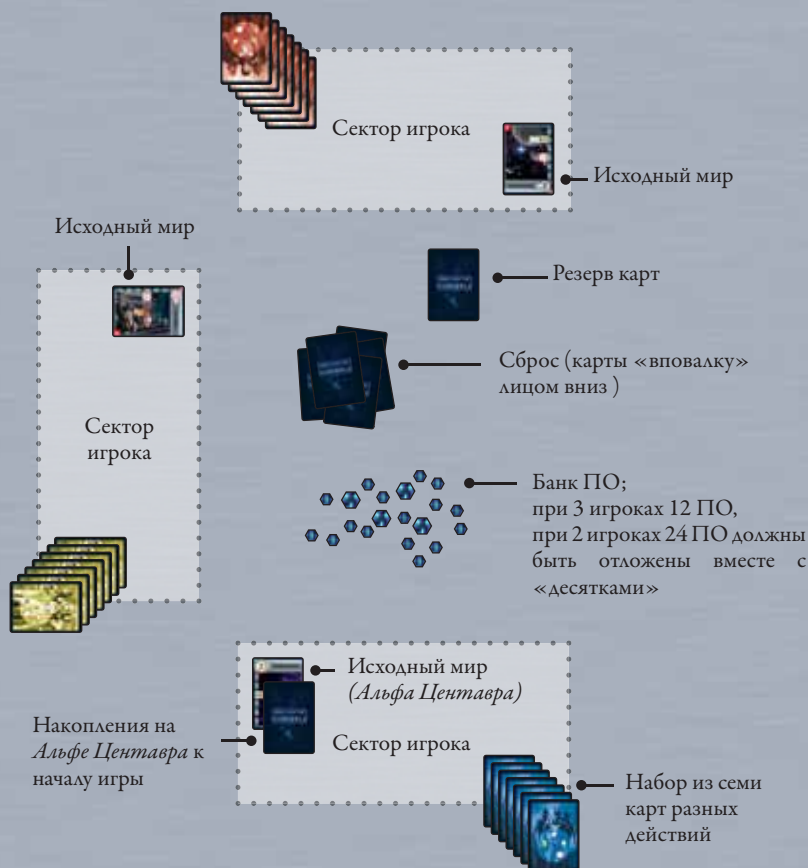 Сектор игрока
Исходный мир
Исходный мир
Резерв карт
Сброс (карты «вповалку»
лицом вниз )
Сектор
игрока
Банк ПО;
при 3 игроках 12 ПО,
при 2 игроках 24 ПО должны
быть отложены вместе с
«десятками»
Исходный мир
(Альфа Центавра)
Накопления на
Альфе Центавра к
началу игры
Сектор игрока
Набор из семи
карт разных
действий